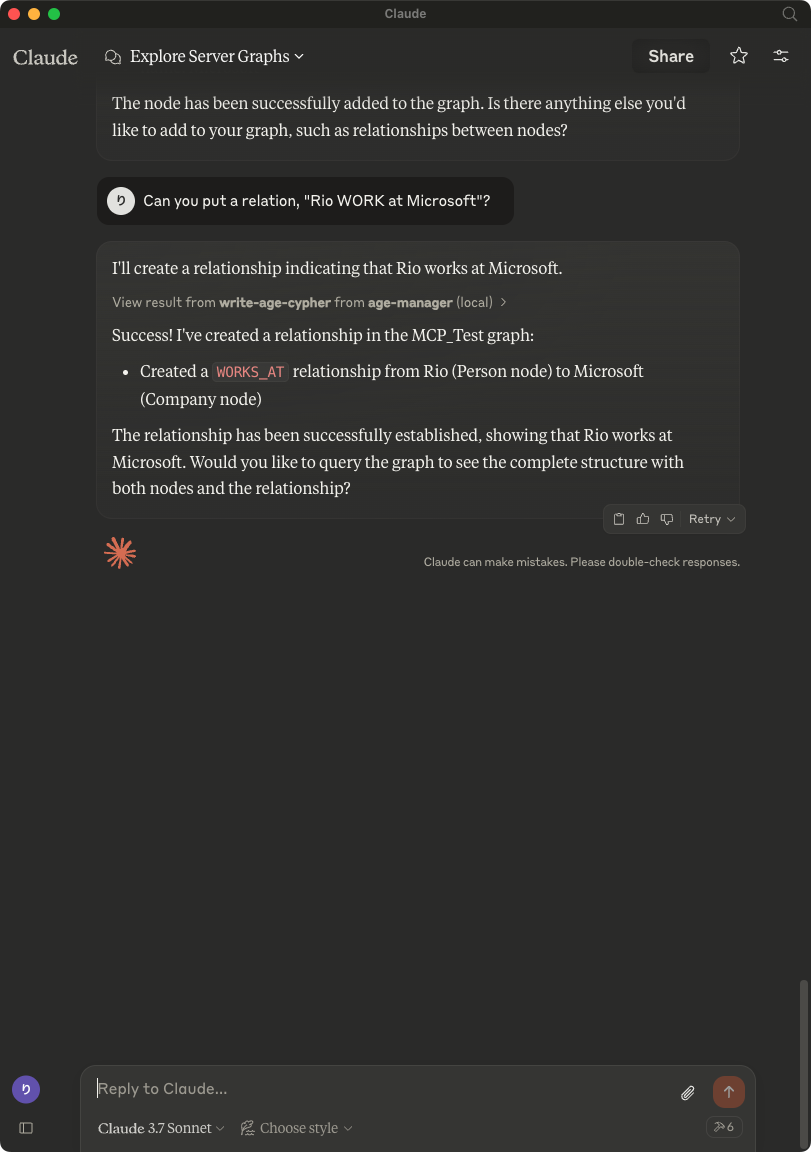 Claude
Claude
Explore Server Graphs
Share
The node has been successfully added to the graph. Is there anything else you'd
like to add to your graph, such as relationships between nodes?
り
Can you put a relation, "Rio WORK at Microsoft"?
I'll create a relationship indicating that Rio works at Microsoft.
View result from write-age-cypher from age-manager (local)
Success! I've created a relationship in the MCP_Test graph:
• Created a WORKS_AT relationship from Rio (Person node) to Microsoft
(Company node)
The relationship has been successfully established, showing that Rio works at
Microsoft. Would you like to query the graph to see the complete structure with
both nodes and the relationship?
Retry
Claude can make mistakes. Please double-check responses.
り
Reply to Claude...
Claude 3.7 Sonnet
Choose style
6